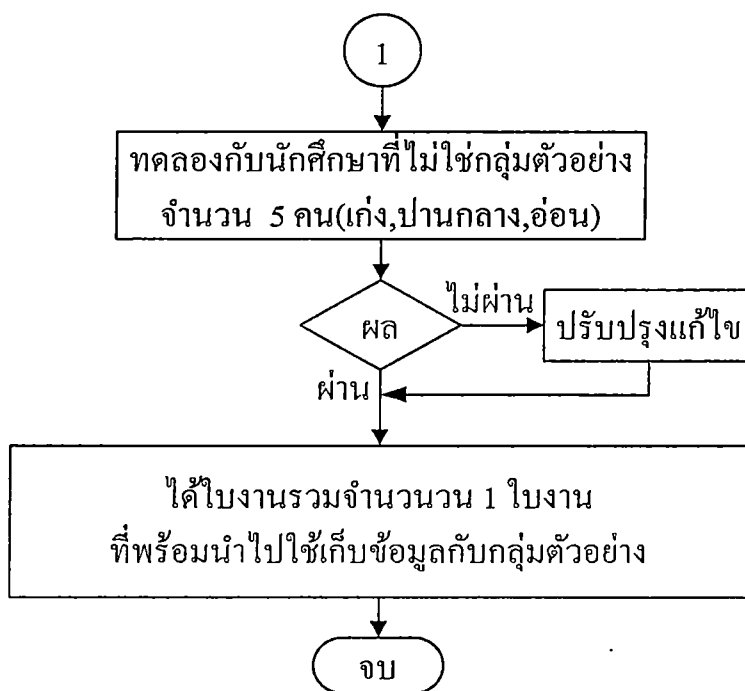 1
ทดลองกับนักศึกษาที่ไม่ใช่กลุ่มตัวอย่าง
จำนวน 5 คน(เก่ง,ปานกลาง,อ่อน)
ผล
ไม่ผ่าน
ปรับปรุงแก้ไข
ผ่าน
ได้ใบงานรวมจำนวนวน 1 ใบงาน
ที่พร้อมนำไปใช้เก็บข้อมูลกับกลุ่มตัวอย่าง
จบ